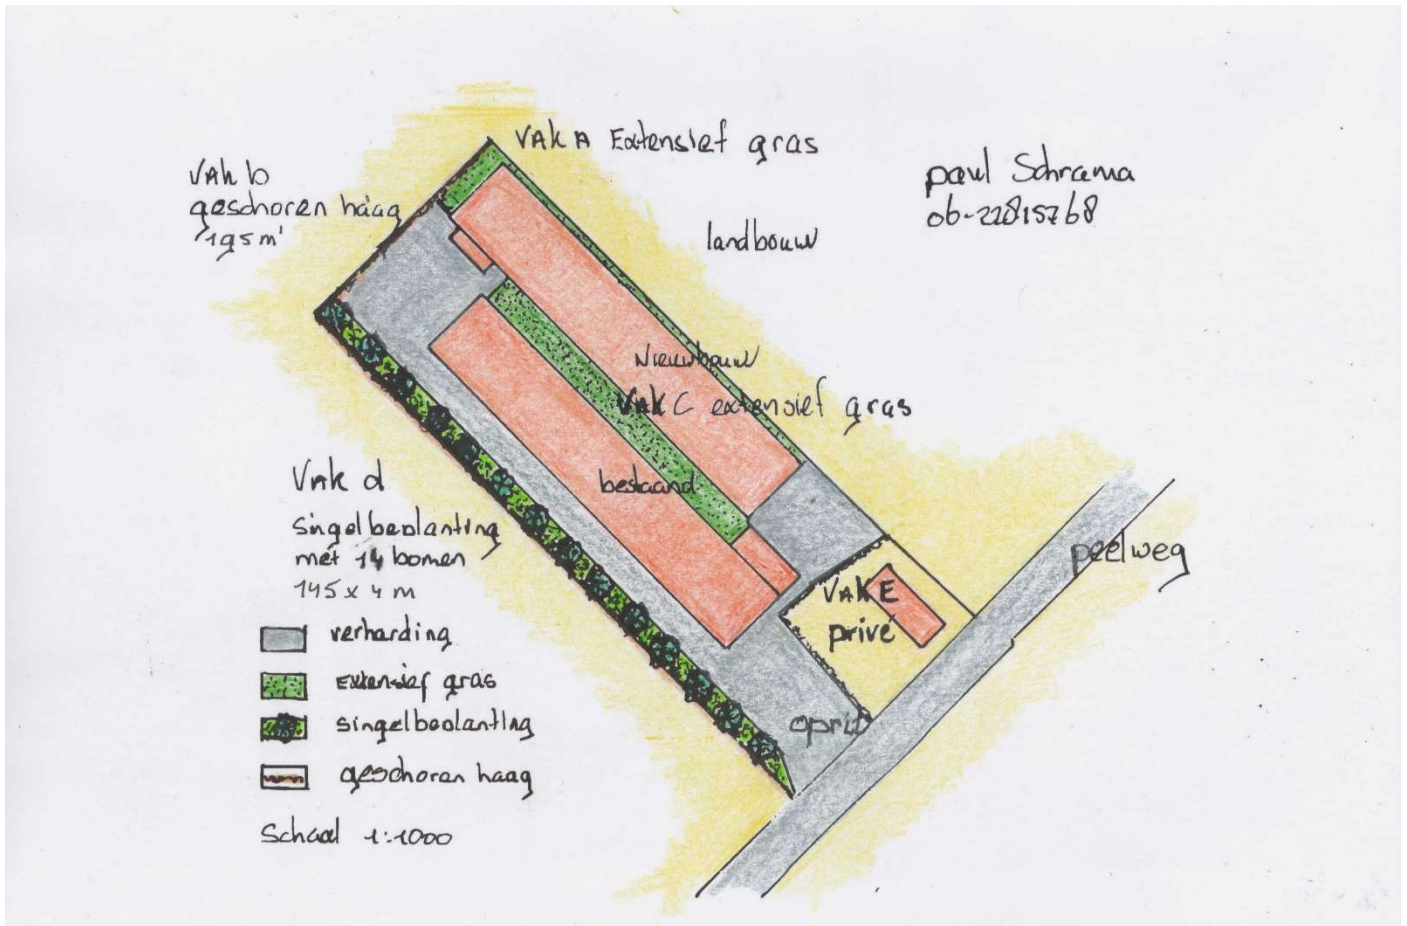 VAK A Extensief gras
Vak b
geschoren haag
195 m'
paul Schrama
06-22815768
landbouw
Nieuwbouw
VAK C extensief gras
bestaand
Vak d
singelbeplanting
met 14 bomen
145 x 4 m
peelweg
VAK E
privé
oprit
verharding
Extensief gras
singelbeplanting
geschoren haag
Schaal 1:1000